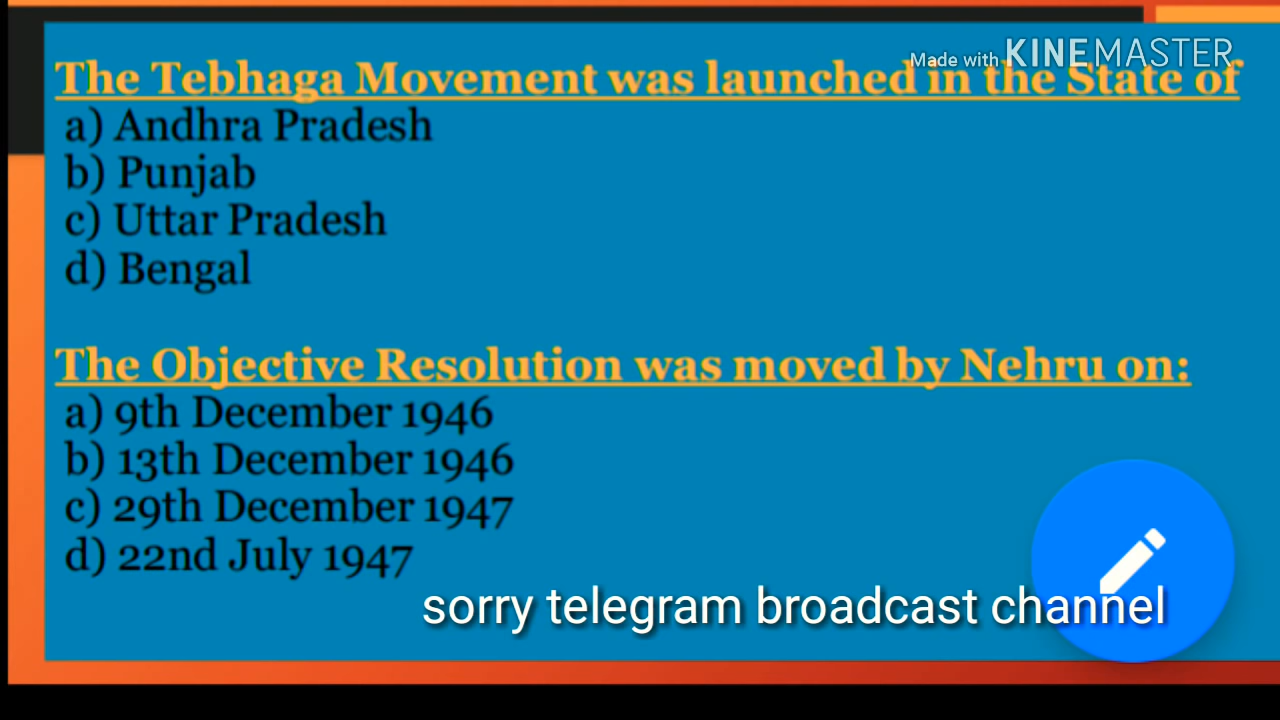 Made with KINEMASTER
The Tebhaga Movement was launched in the State of
a) Andhra Pradesh
b) Punjab
c) Uttar Pradesh
d) Bengal
The Objective Resolution was moved by Nehru on:
a) 9th December 1946
b) 13th December 1946
c) 29th December 1947
d) 22nd July 1947
sorry telegram broadcast channel